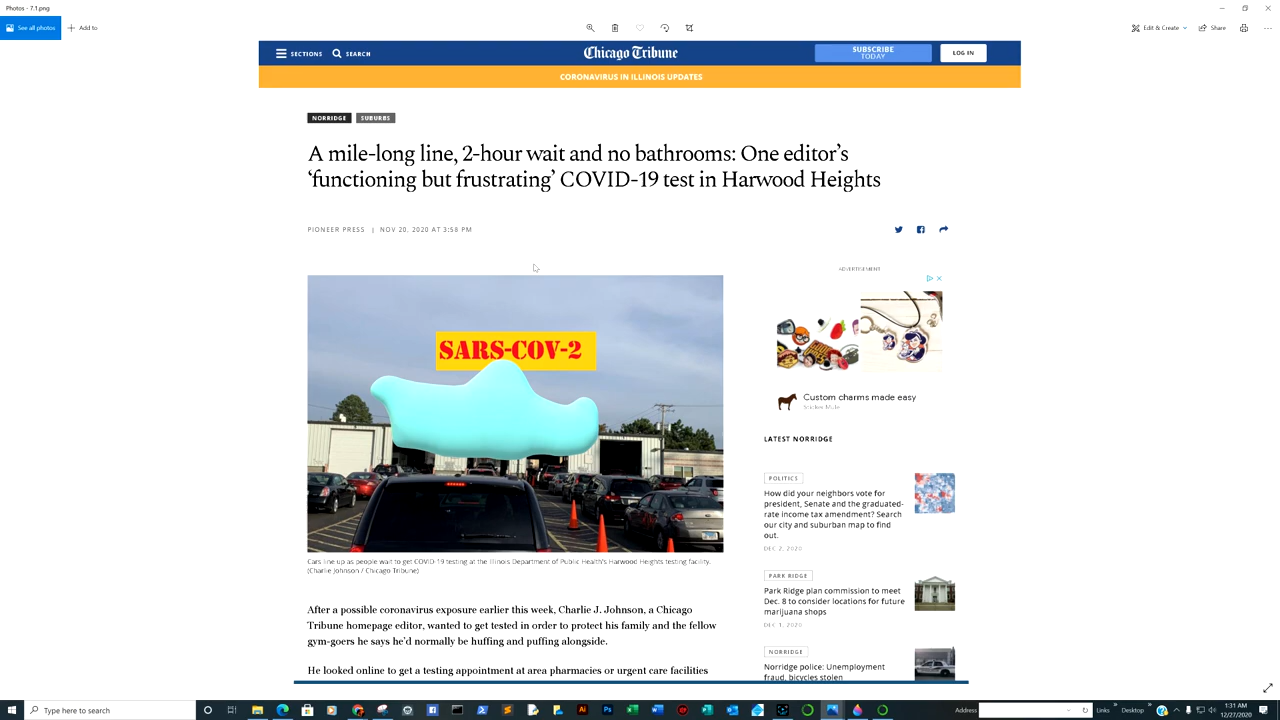 Photos - 7.1.png
See all photos
Add to
Edit & Create
Share
SECTIONS
SEARCH
Chicago Tribune
SUBSCRIBE
TODAY
LOG IN
CORONAVIRUS IN ILLINOIS UPDATES
NORRIDGE
SUBURBS
A mile-long line, 2-hour wait and no bathrooms: One editor's
‘functioning but frustrating’ COVID-19 test in Harwood Heights
PIONEER PRESS | NOV 20, 2020 AT 3:58 PM
SARS-COV-2
Cars line up as people wait to get COVID-19 testing at the Illinois Department of Public Health's Harwood Heights testing facility.
(Charlie Johnson / Chicago Tribune)
After a possible coronavirus exposure earlier this week, Charlie J. Johnson, a Chicago
Tribune homepage editor, wanted to get tested in order to protect his family and the fellow
gym-goers he says he'd normally be huffing and puffing alongside.
He looked online to get a testing appointment at area pharmacies or urgent care facilities
ADVERTISEMENT
Custom charms made easy
Sticker Mule
LATEST NORRIDGE
POLITICS
How did your neighbors vote for
president, Senate and the graduated-
rate income tax amendment? Search
our city and suburban map to find
out.
DEC 2, 2020
PARK RIDGE
Park Ridge plan commission to meet
Dec. 8 to consider locations for future
marijuana shops
DEC 1, 2020
NORRIDGE
Norridge police: Unemployment
fraud, bicycles stolen
Type here to search
Address
Links
Desktop
1:31 AM
12/27/2020